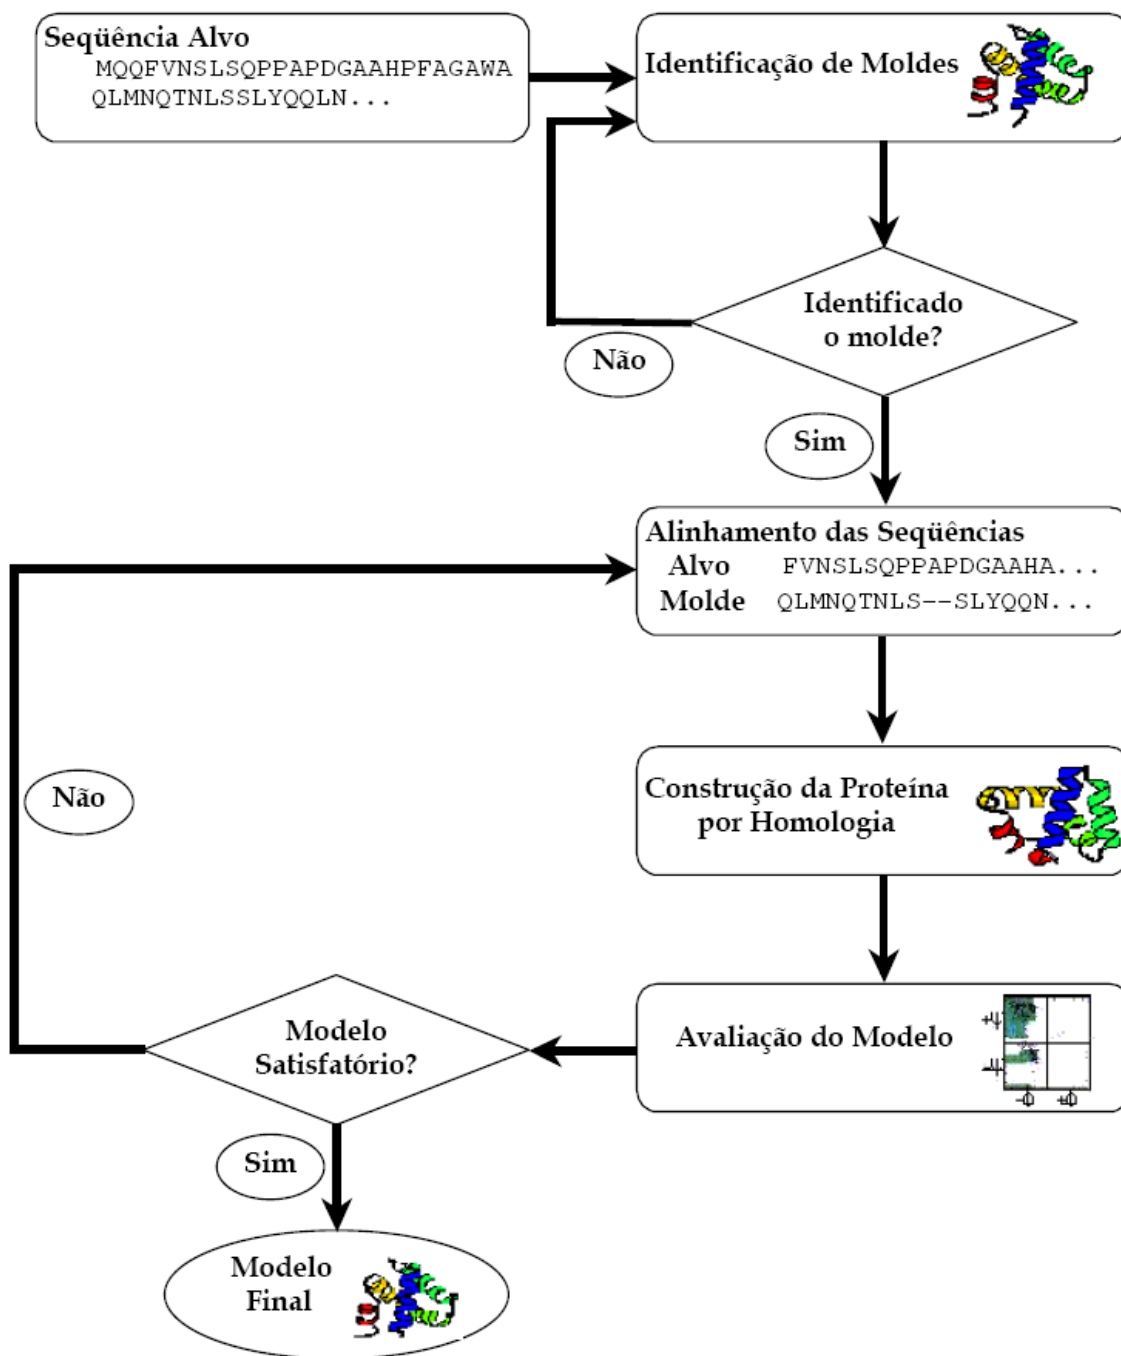 Seqüência Alvo
MQQFVNSLSQPPAPDGAAHPFAGAWA
QLMNQTNLSSLYQQLN...
Identificação de Moldes
Identificado
o molde?
Não
Sim
Alinhamento das Seqüências
Alvo FVNSLSQPPAPDGAAHA...
Molde QLMNQTNLS--SLYQQN...
Não
Construção da Proteína
por Homologia
Avaliação do Modelo
Modelo
Satisfatório?
Sim
Modelo
Final